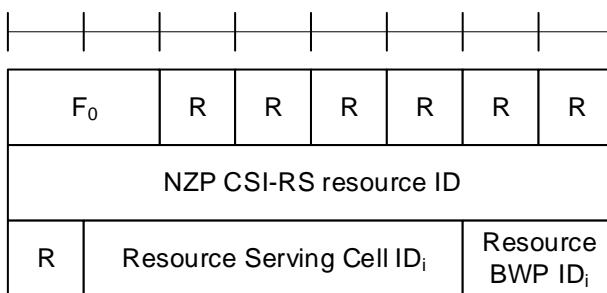 F₀ R R R R R R
NZP CSI-RS resource ID
R Resource Serving Cell IDᵢ Resource
BWP IDᵢ